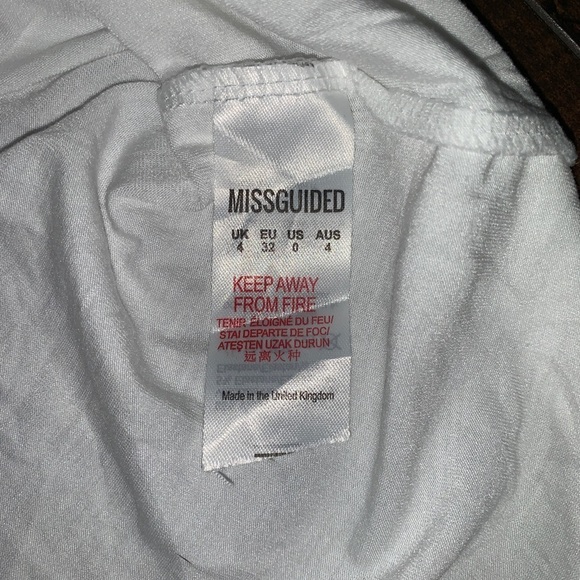 MISSGUIDED
UK EU US AUS
4 32 0 4
KEEP AWAY
FROM FIRE
TENIR ÉLOIGNÉ DU FEU/
STAI DEPARTE DE FOC/
ATEŞTEN UZAK DURUN
远离火种
Made in the United Kingdom